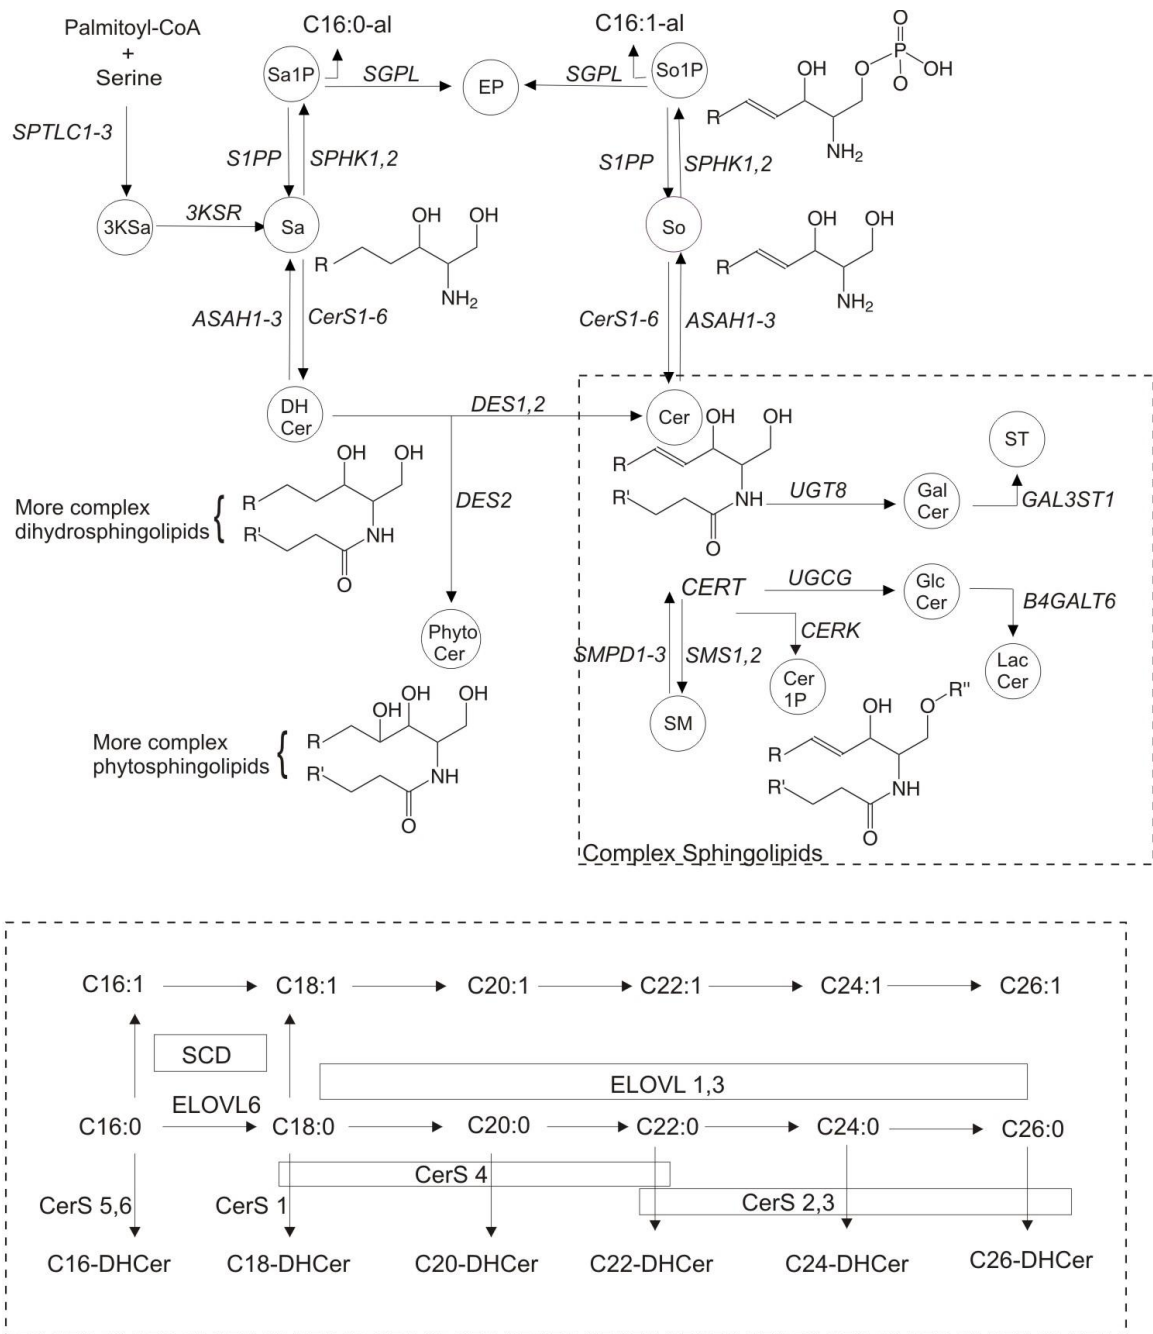 Palmitoyl-CoA
+
Serine
C16:0-al
C16:1-al
Sa1P
SGPL
EP
SGPL
So1P
O
P
O
OH
O
OH
R
NH2
SPTLC1-3
S1PP
SPHK1,2
S1PP
SPHK1,2
3KSa
3KSR
Sa
OH
OH
R
NH2
So
OH
OH
R
NH2
ASAH1-3
CerS1-6
CerS1-6
ASAH1-3
DH
Cer
DES1,2
Cer
OH
OH
R
R'
NH
O
UGT8
Gal
Cer
ST
GAL3ST1
More complex
dihydrosphingolipids {
OH
OH
R
R'
NH
O
DES2
CERT
UGCG
Glc
Cer
B4GALT6
CERK
Lac
Cer
SMPD1-3
SMS1,2
Cer
1P
SM
Phyto
Cer
More complex
phytosphingolipids {
OH
OH
OH
R
R'
NH
O
OH
O
R''
R
R'
NH
O
Complex Sphingolipids
C16:1
C18:1
C20:1
C22:1
C24:1
C26:1
SCD
ELOVL 1,3
ELOVL6
C16:0
C18:0
C20:0
C22:0
C24:0
C26:0
CerS 4
CerS 5,6
CerS 1
CerS 2,3
C16-DHCer
C18-DHCer
C20-DHCer
C22-DHCer
C24-DHCer
C26-DHCer